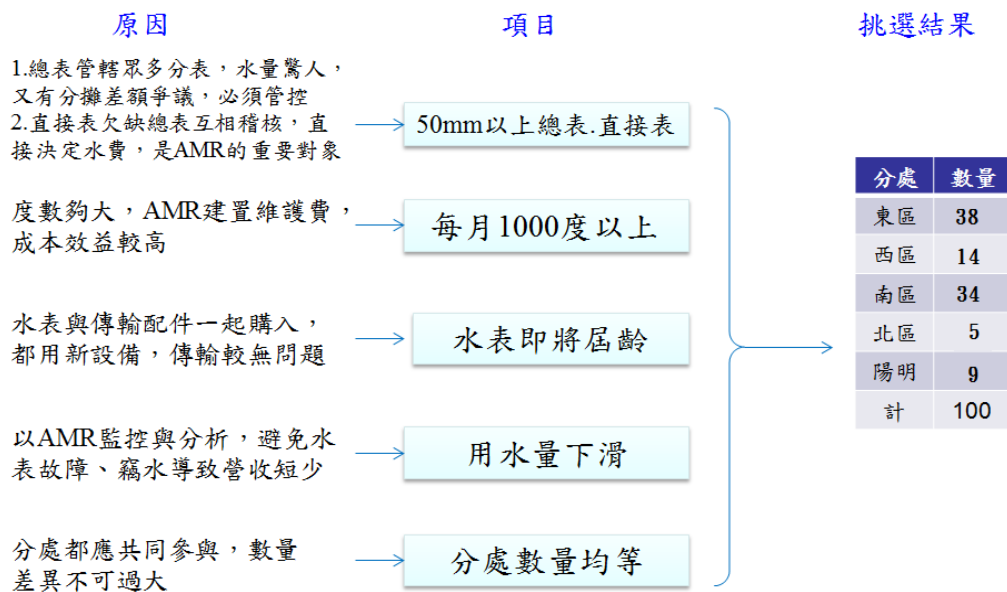 原因
項目
挑選結果
1.總表管轄眾多分表，水量驚人，
又有分攤差額爭議，必須管控
2.直接表欠缺總表互相稽核，直
接決定水費，是AMR的重要對象
50mm以上總表.直接表
度數夠大，AMR建置維護費，
成本效益較高
每月1000度以上
水表與傳輸配件一起購入，
都用新設備，傳輸較無問題
水表即將屆齡
以AMR監控與分析，避免水
表故障、竊水導致營收短少
用水量下滑
分處都應共同參與，數量
差異不可過大
分處數量均等
分處 數量
東區 38
西區 14
南區 34
北區 5
陽明 9
計 100